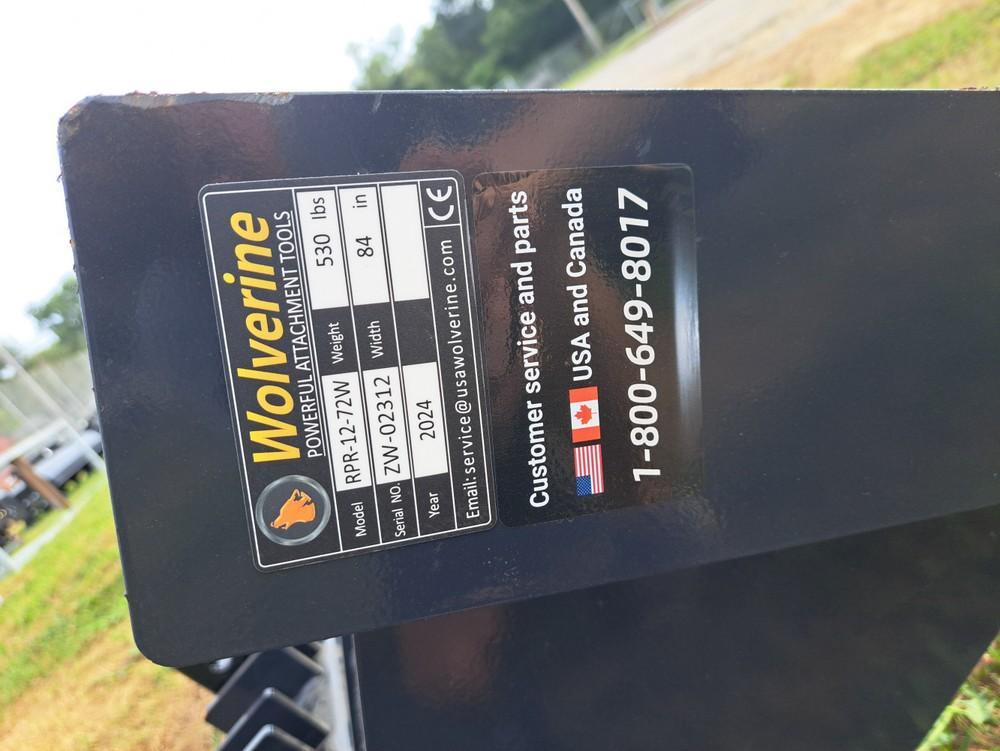 Wolverine
POWERFUL ATTACHMENT TOOLS
Model RPR-12-72W Weight 530 lbs
Serial NO. ZW-02312 Width 84 in
Year 2024
Email: service@usawolverine.com CE
Customer service and parts
USA and Canada
1-800-649-8017